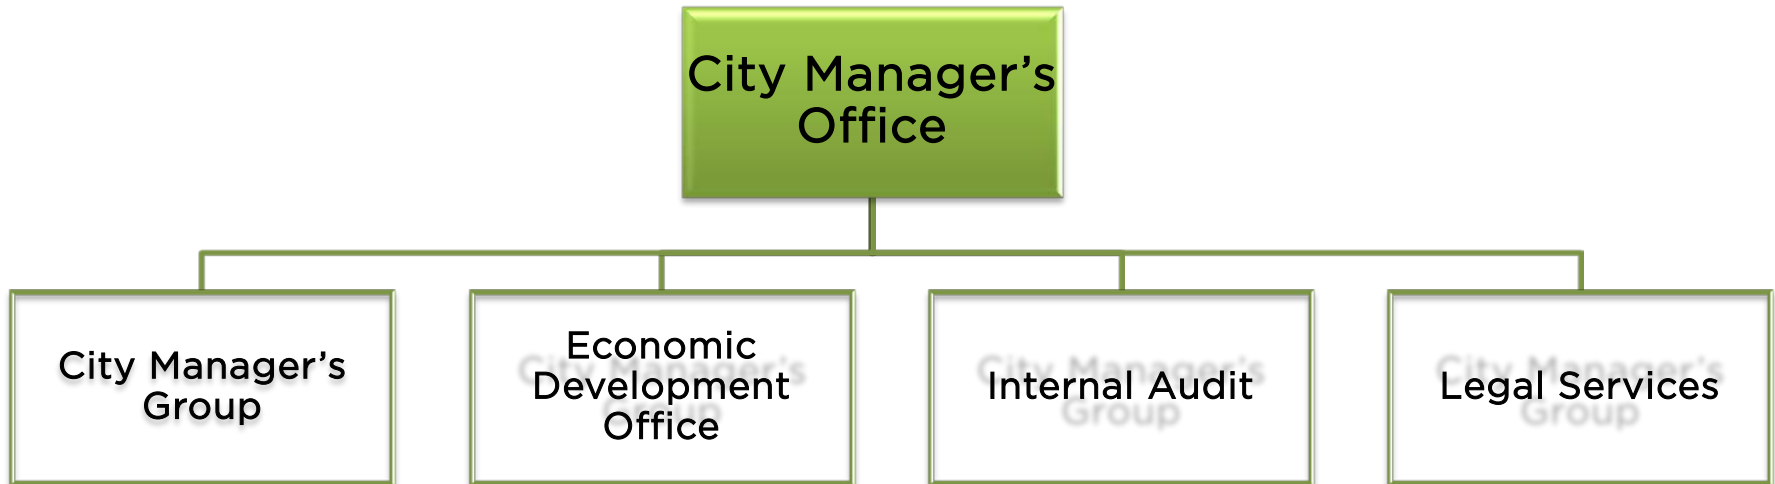 City Manager’s
Office
City Manager’s
Group
Economic
Development
Office
Internal Audit
Legal Services